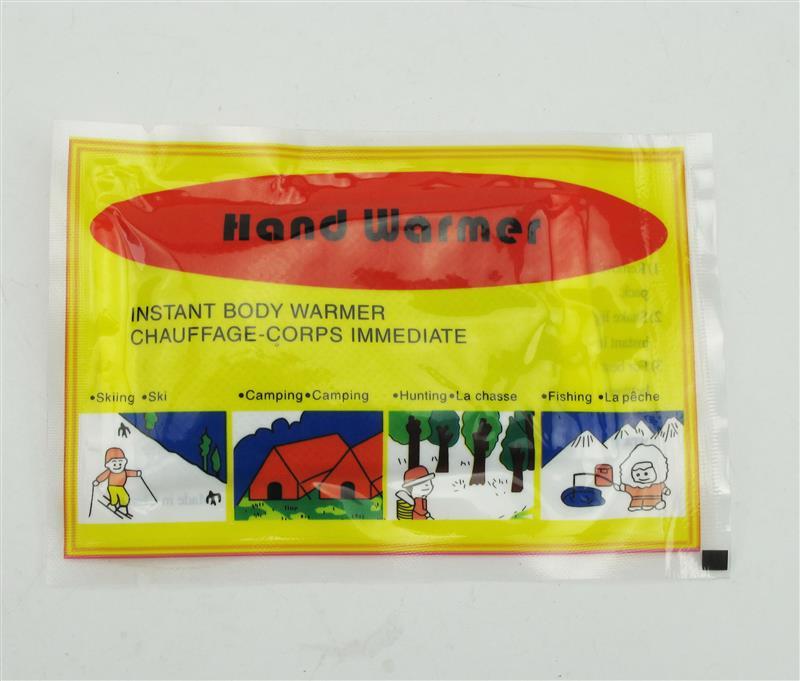 Hand Warmer
INSTANT BODY WARMER
CHAUFFAGE-CORPS IMMEDIATE
•Skiing •Ski
•Camping •Camping
•Hunting •La chasse
•Fishing •La pêche